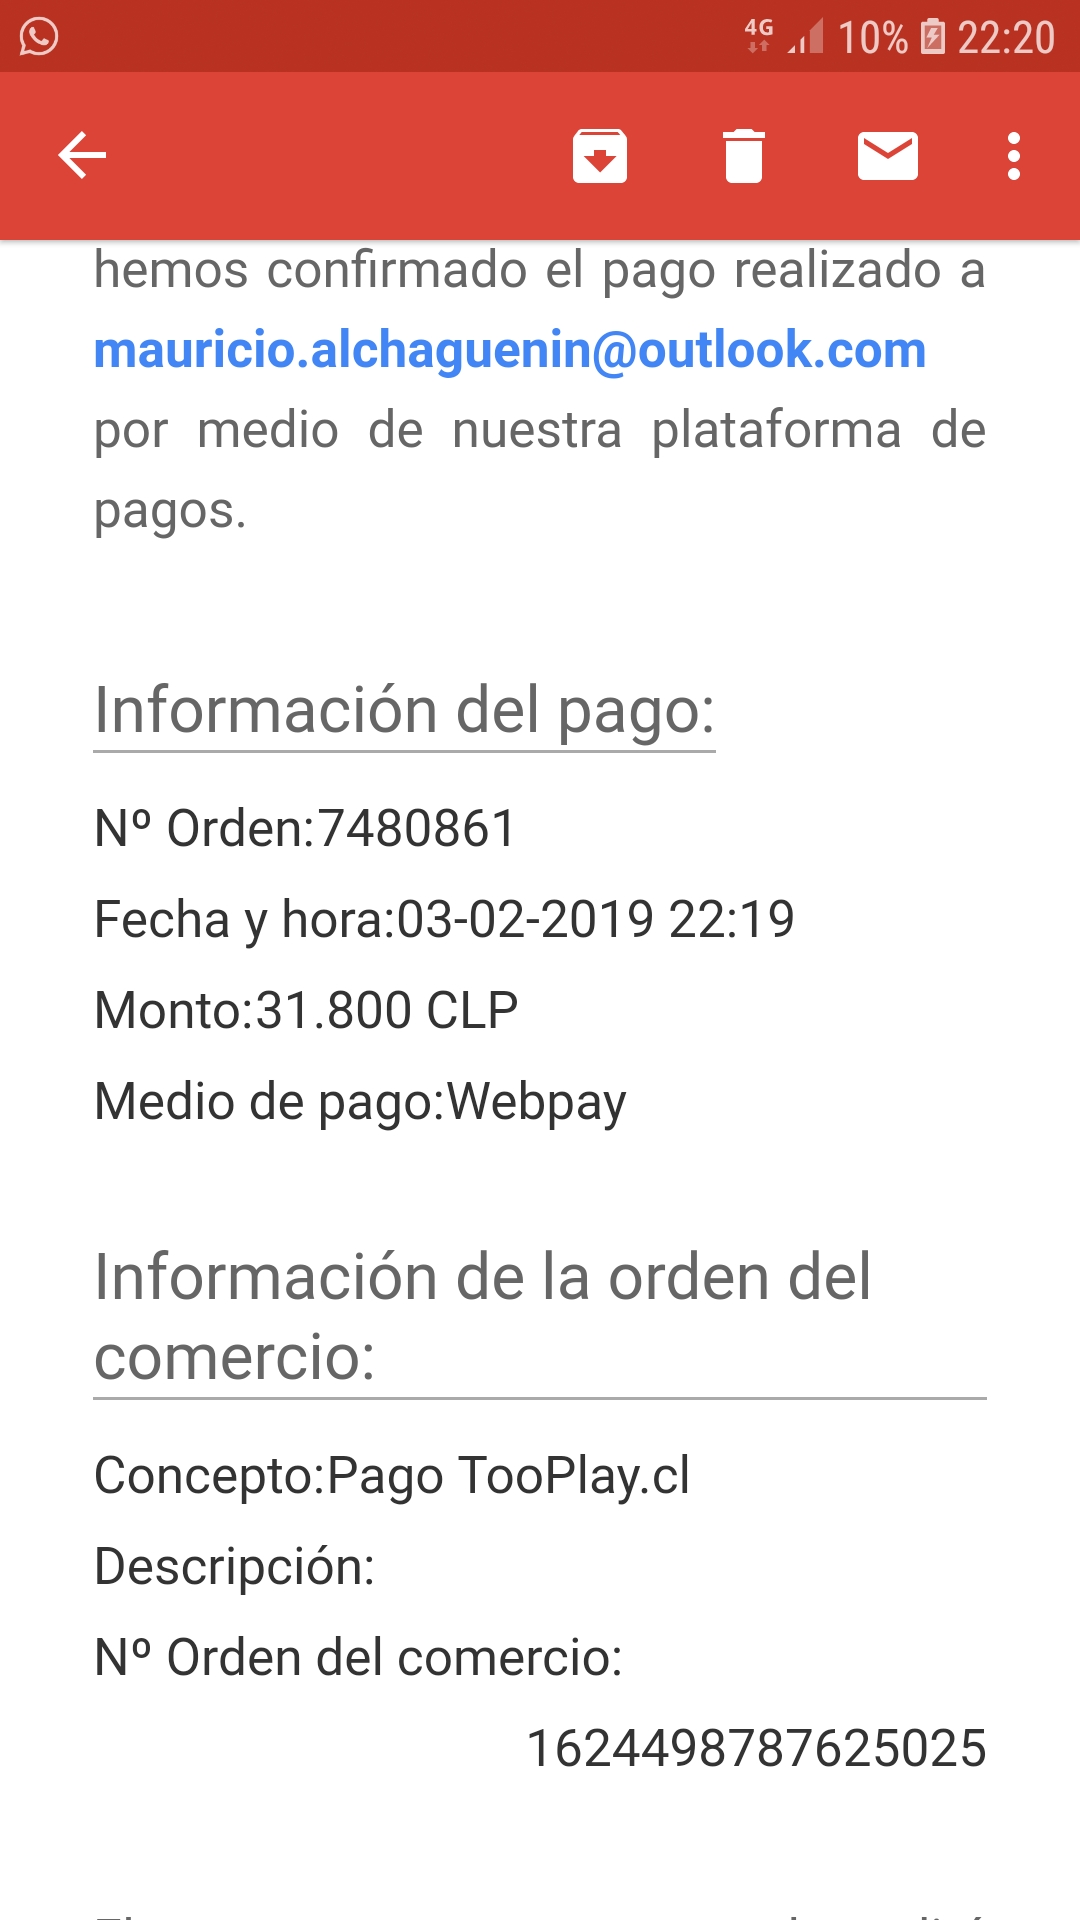 4G 10% 22:20
hemos confirmado el pago realizado a
mauricio.alchaguenin@outlook.com
por medio de nuestra plataforma de
pagos.
Información del pago:
Nº Orden:7480861
Fecha y hora:03-02-2019 22:19
Monto:31.800 CLP
Medio de pago:Webpay
Información de la orden del
comercio:
Concepto:Pago TooPlay.cl
Descripción:
Nº Orden del comercio:
1624498787625025